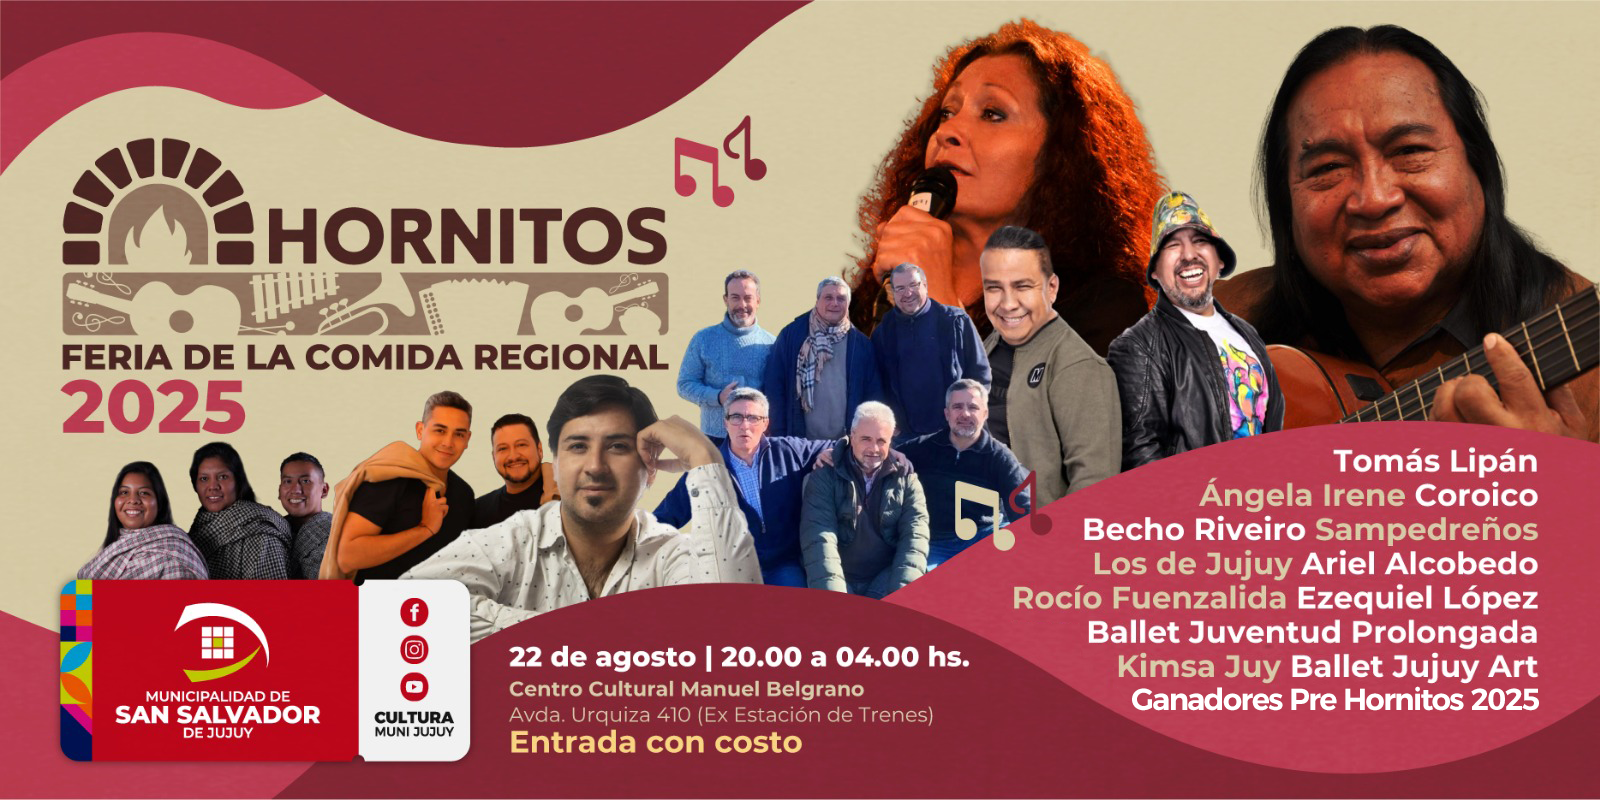 HORNITOS
FERIA DE LA COMIDA REGIONAL
2025
Tomás Lipán
Ángela Irene Coroico
Becho Riveiro Sampedreños
Los de Jujuy Ariel Alcobedo
Rocío Fuenzalida Ezequiel López
Ballet Juventud Prolongada
Kimsa Juy Ballet Jujuy Art
Ganadores Pre Hornitos 2025
22 de agosto | 20.00 a 04.00 hs.
Centro Cultural Manuel Belgrano
Avda. Urquiza 410 (Ex Estación de Trenes)
Entrada con costo
MUNICIPALIDAD DE
SAN SALVADOR
DE JUJUY
CULTURA
MUNI JUJUY